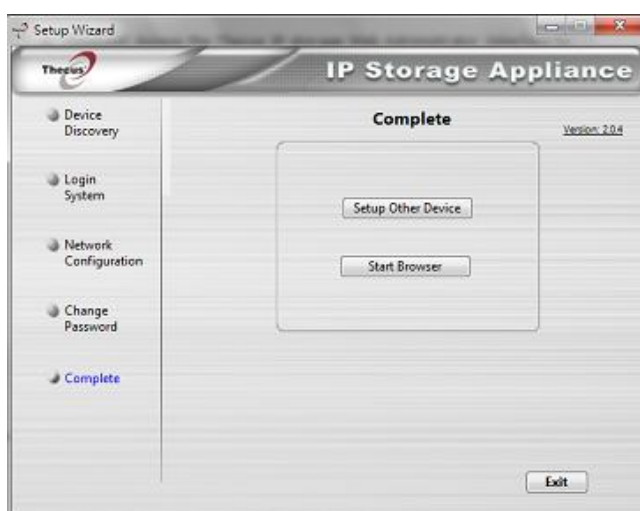 Setup Wizard
Thecus
IP Storage Appliance
Device
Discovery
Login
System
Network
Configuration
Change
Password
Complete
Complete
Version: 2.0.4
Setup Other Device
Start Browser
Exit